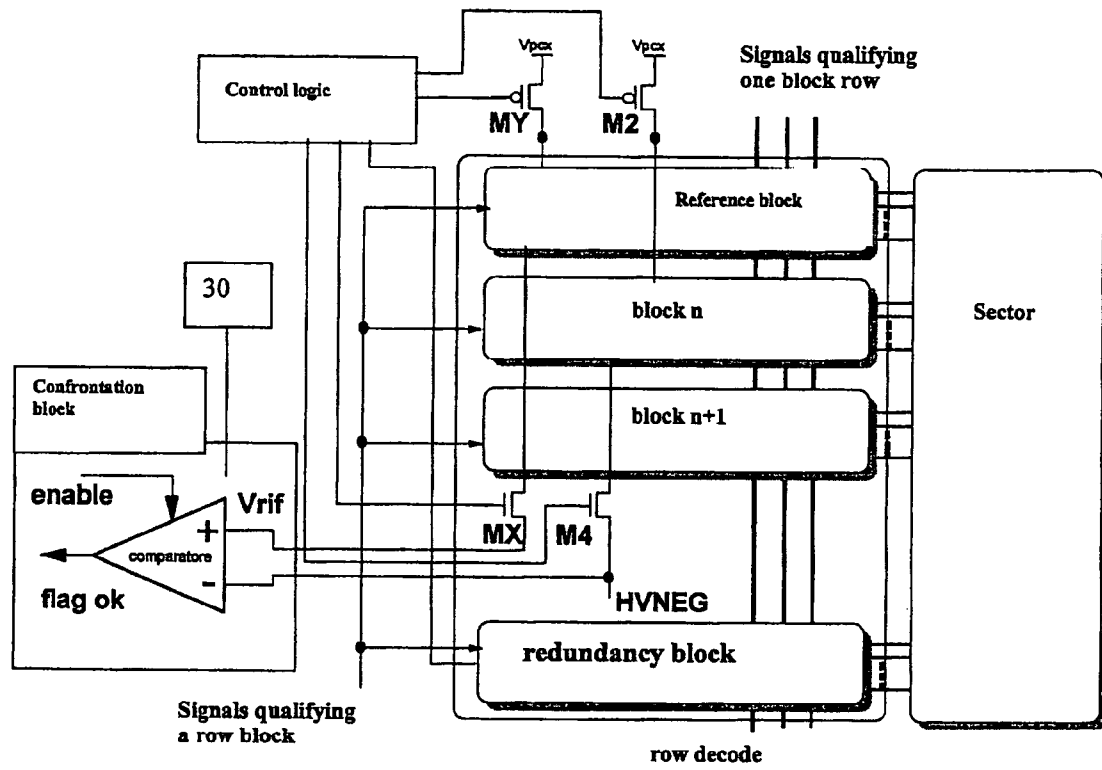 Vpcx
Vpcx
Signals qualifying
one block row
Control logic
MY
M2
Reference block
30
block n
Sector
Confrontation
block
block n+1
enable
Vrif
+
comparatore
MX
M4
-
flag ok
HVNEG
redundancy block
Signals qualifying
a row block
row decode